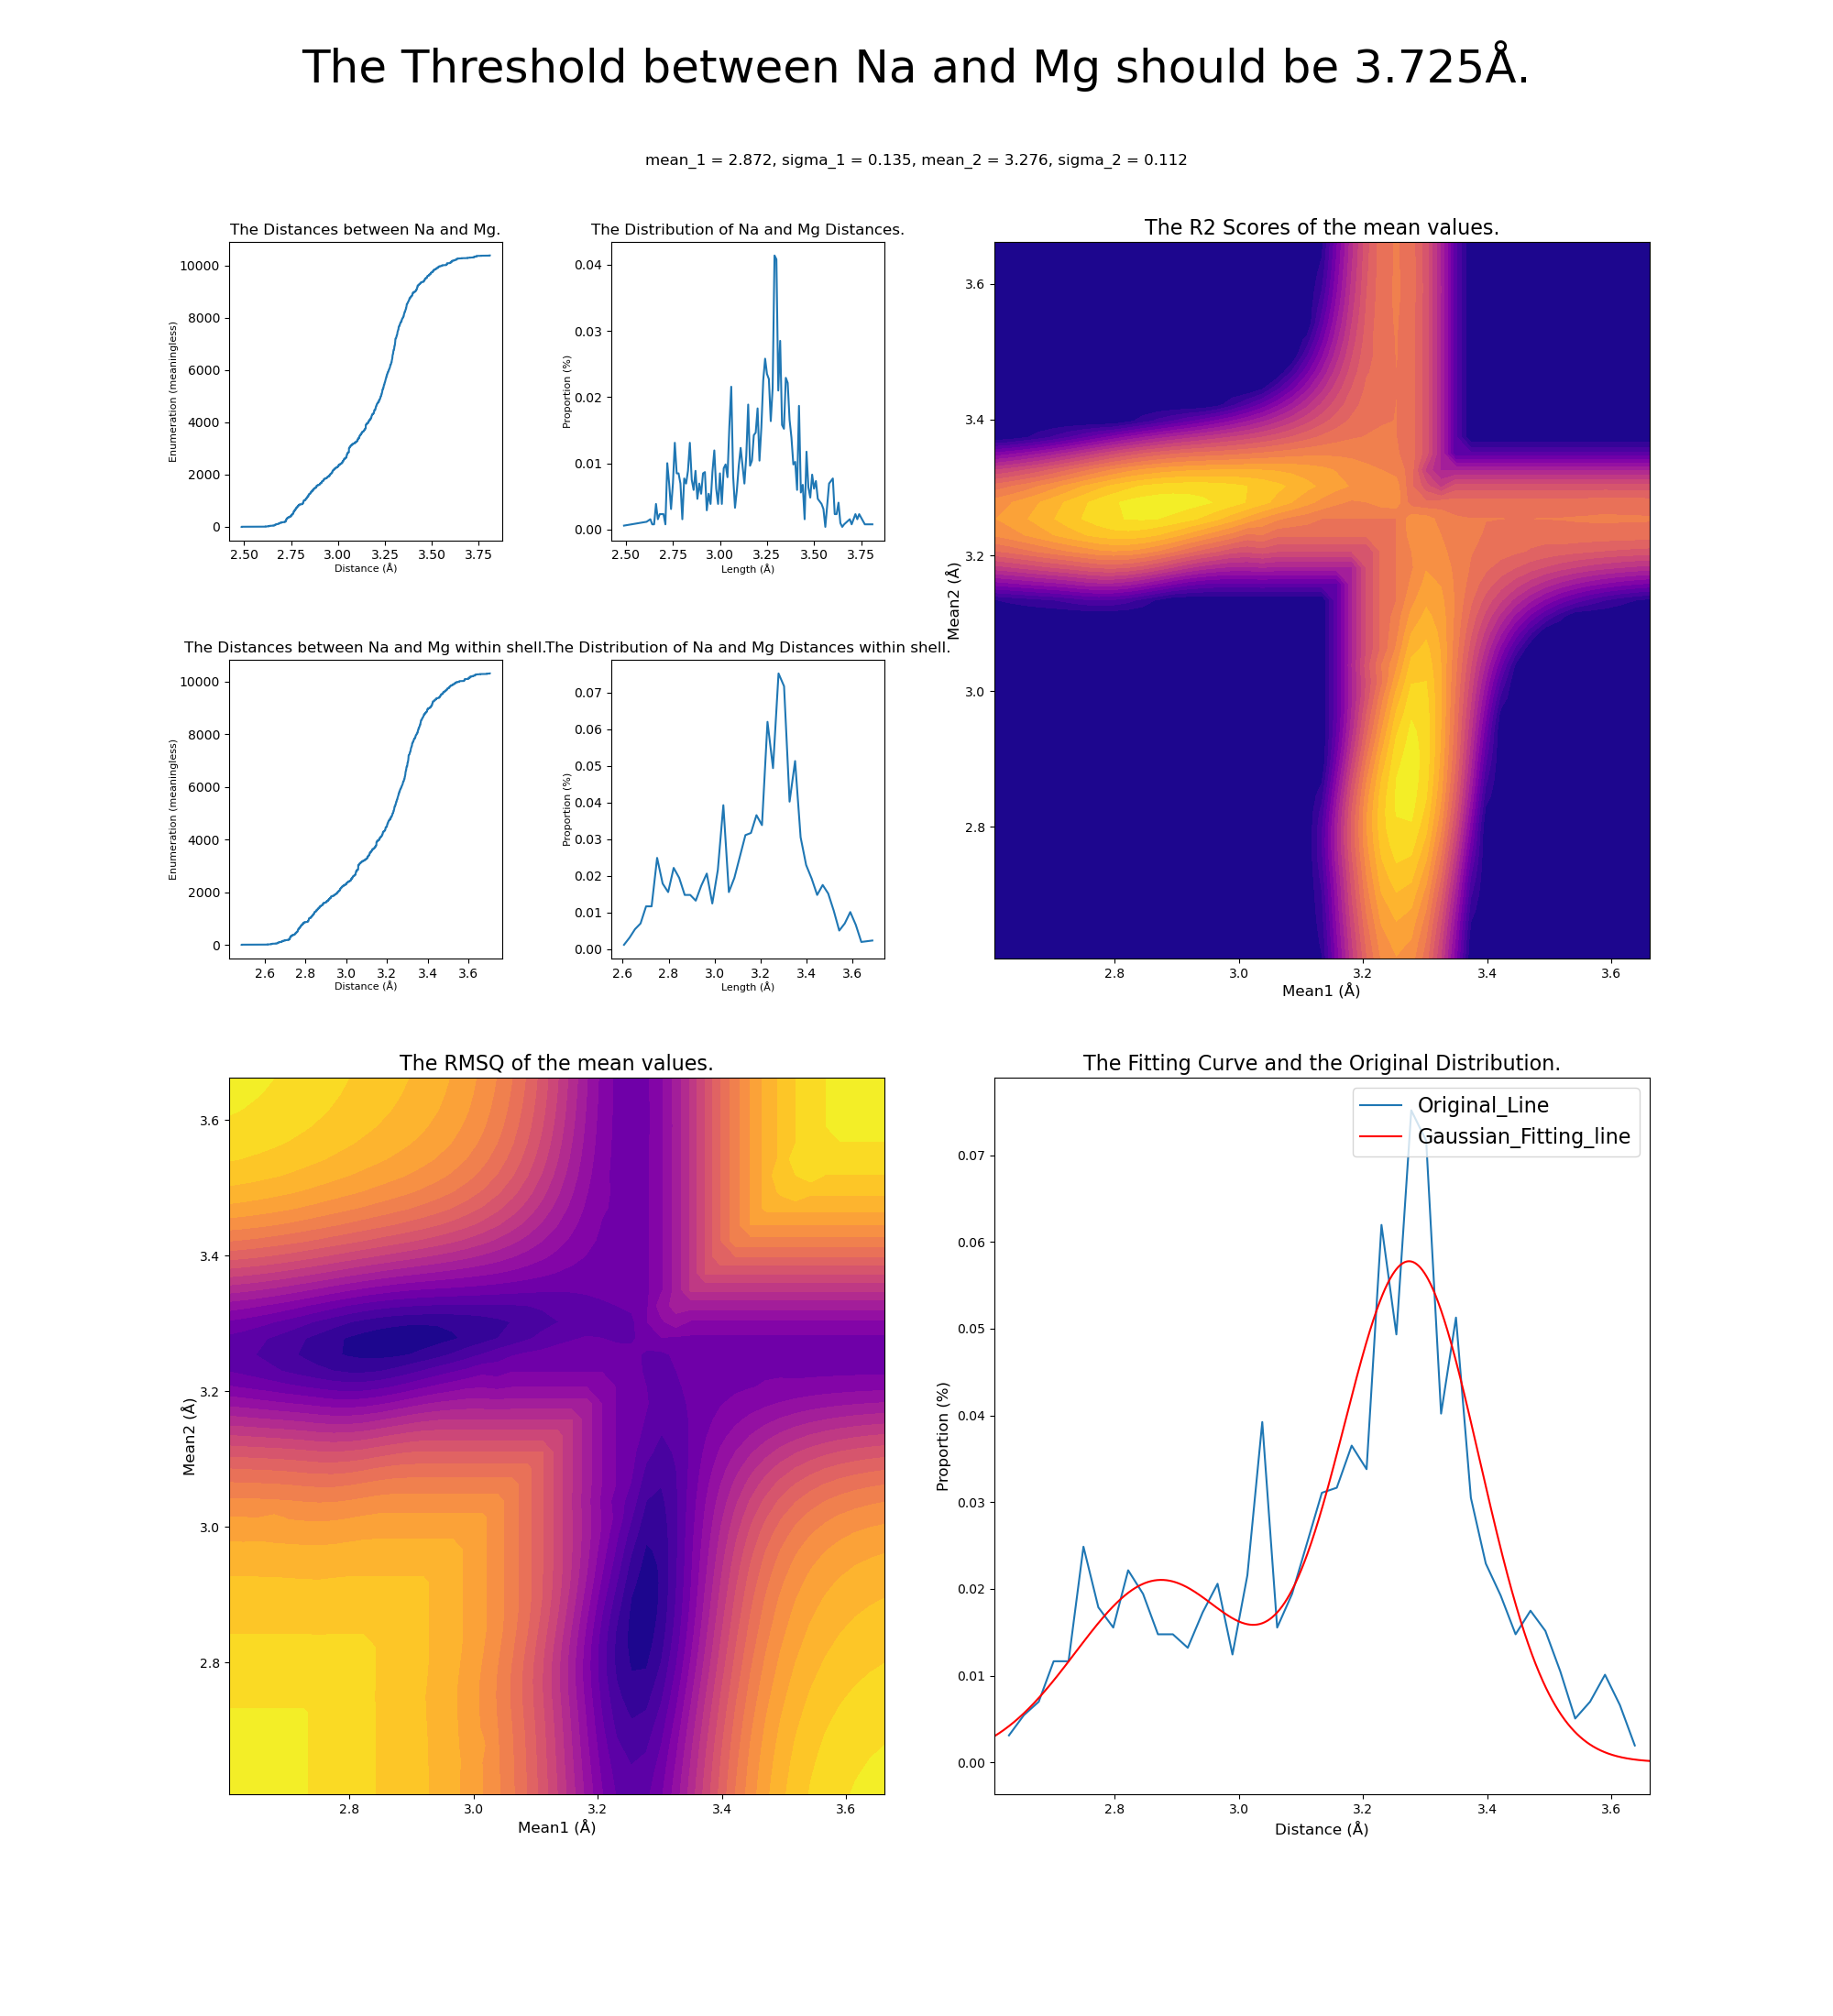 The Threshold between Na and Mg should be 3.725Å.
mean_1 = 2.872, sigma_1 = 0.135, mean_2 = 3.276, sigma_2 = 0.112
The Distances between Na and Mg.
Enumeration (meaningless)
10000
8000
6000
4000
2000
0
2.50 2.75 3.00 3.25 3.50 3.75
Distance (Å)
The Distribution of Na and Mg Distances.
Proportion (%)
0.04
0.03
0.02
0.01
0.00
2.50 2.75 3.00 3.25 3.50 3.75
Length (Å)
The R2 Scores of the mean values.
Mean2 (Å)
3.6
3.4
3.2
3.0
2.8
2.8 3.0 3.2 3.4 3.6
Mean1 (Å)
The Distances between Na and Mg within shell.
Enumeration (meaningless)
10000
8000
6000
4000
2000
0
2.6 2.8 3.0 3.2 3.4 3.6
Distance (Å)
The Distribution of Na and Mg Distances within shell.
Proportion (%)
0.07
0.06
0.05
0.04
0.03
0.02
0.01
0.00
2.6 2.8 3.0 3.2 3.4 3.6
Length (Å)
The RMSQ of the mean values.
Mean2 (Å)
3.6
3.4
3.2
3.0
2.8
2.8 3.0 3.2 3.4 3.6
Mean1 (Å)
The Fitting Curve and the Original Distribution.
Original_Line
Gaussian_Fitting_line
Proportion (%)
0.07
0.06
0.05
0.04
0.03
0.02
0.01
0.00
2.8 3.0 3.2 3.4 3.6
Distance (Å)